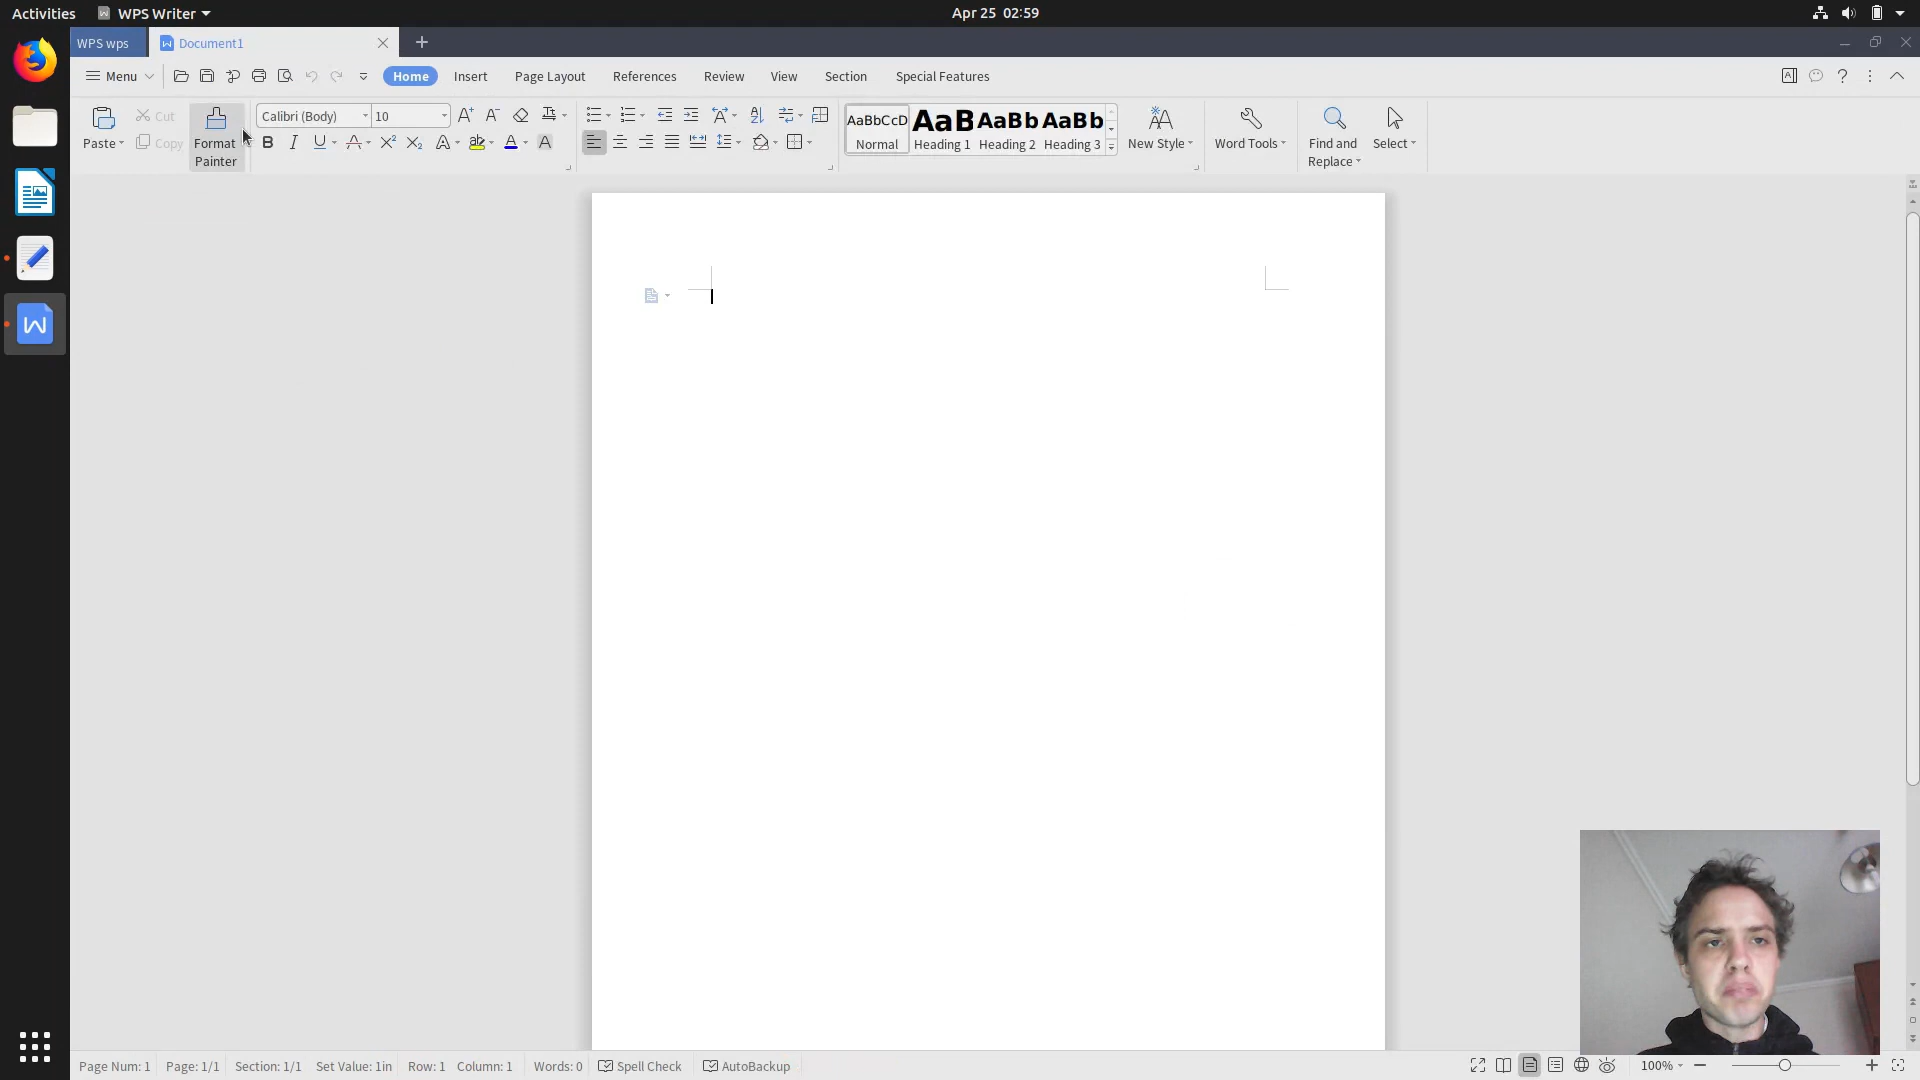 Activities WPS Writer Apr 25 02:59
WPS wps Document1
Menu Home Insert Page Layout References Review View Section Special Features
Paste Cut Copy Format Painter
Calibri (Body) 10
AaBbCcD AaB AaBb AaBb
Normal Heading 1 Heading 2 Heading 3
New Style Word Tools Find and Replace Select
Page Num: 1 Page: 1/1 Section: 1/1 Set Value: 1in Row: 1 Column: 1 Words: 0 Spell Check AutoBackup 100%